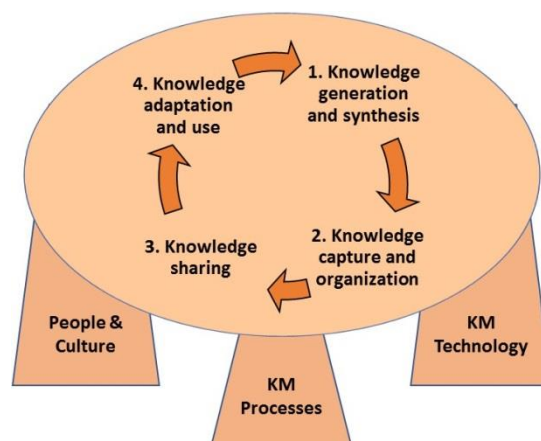 1. Knowledge
generation
and synthesis
2. Knowledge
capture and
organization
3. Knowledge
sharing
4. Knowledge
adaptation
and use
People &
Culture
KM
Processes
KM
Technology